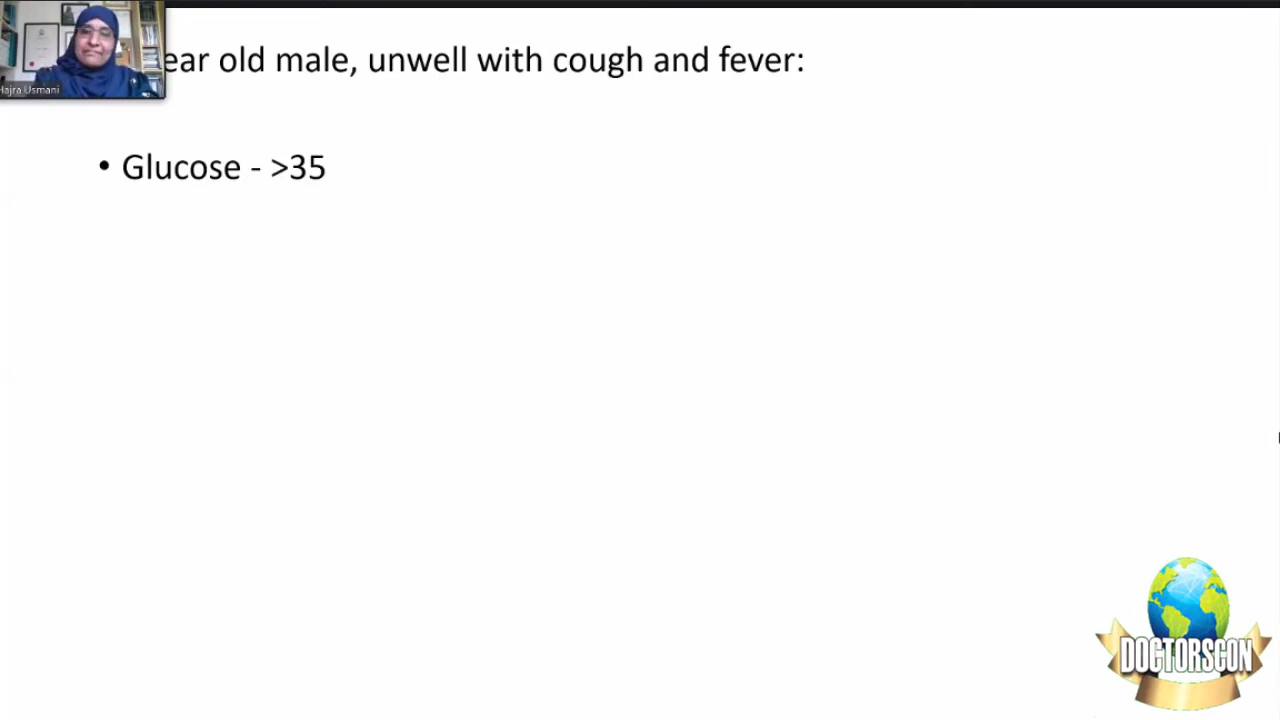 ear old male, unwell with cough and fever:
Hajra Usmani
• Glucose - >35
DOCTORSCON